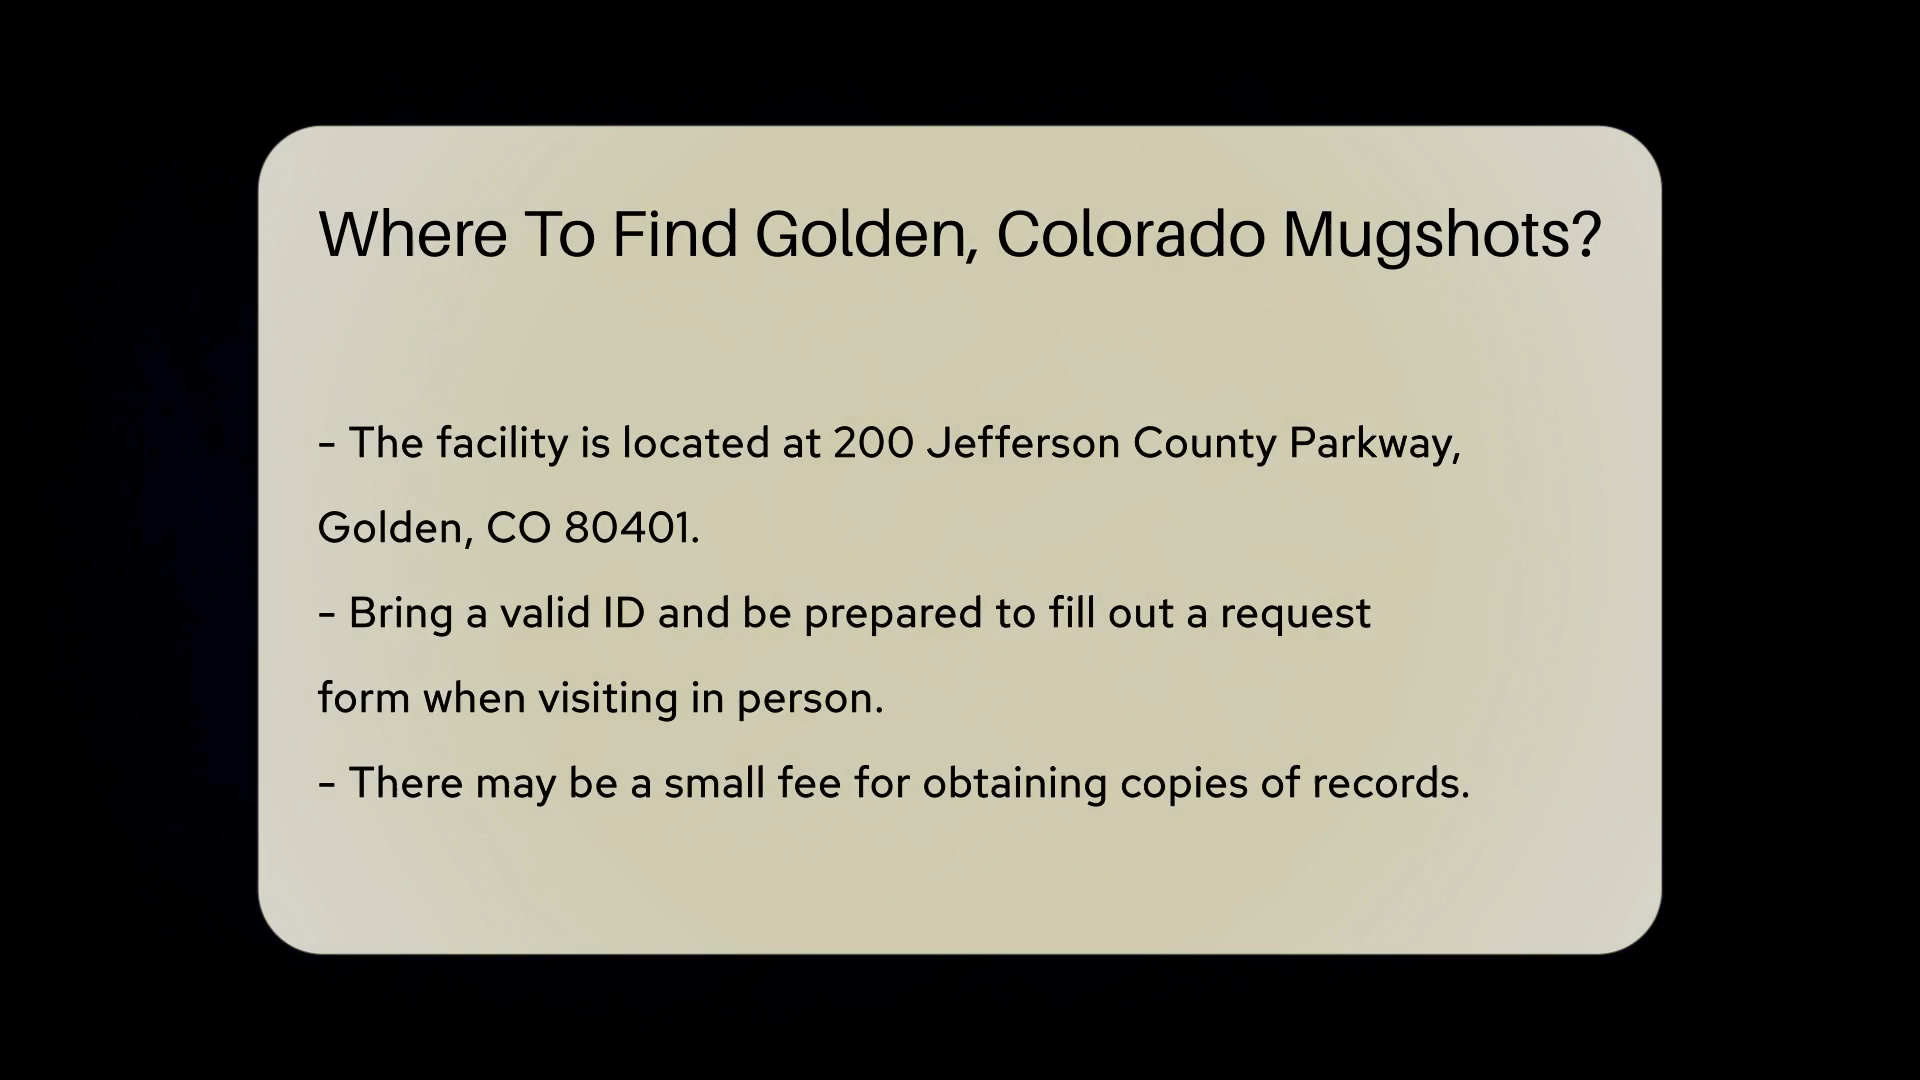 Where To Find Golden, Colorado Mugshots?
- The facility is located at 200 Jefferson County Parkway,
Golden, CO 80401.
- Bring a valid ID and be prepared to fill out a request
form when visiting in person.
- There may be a small fee for obtaining copies of records.